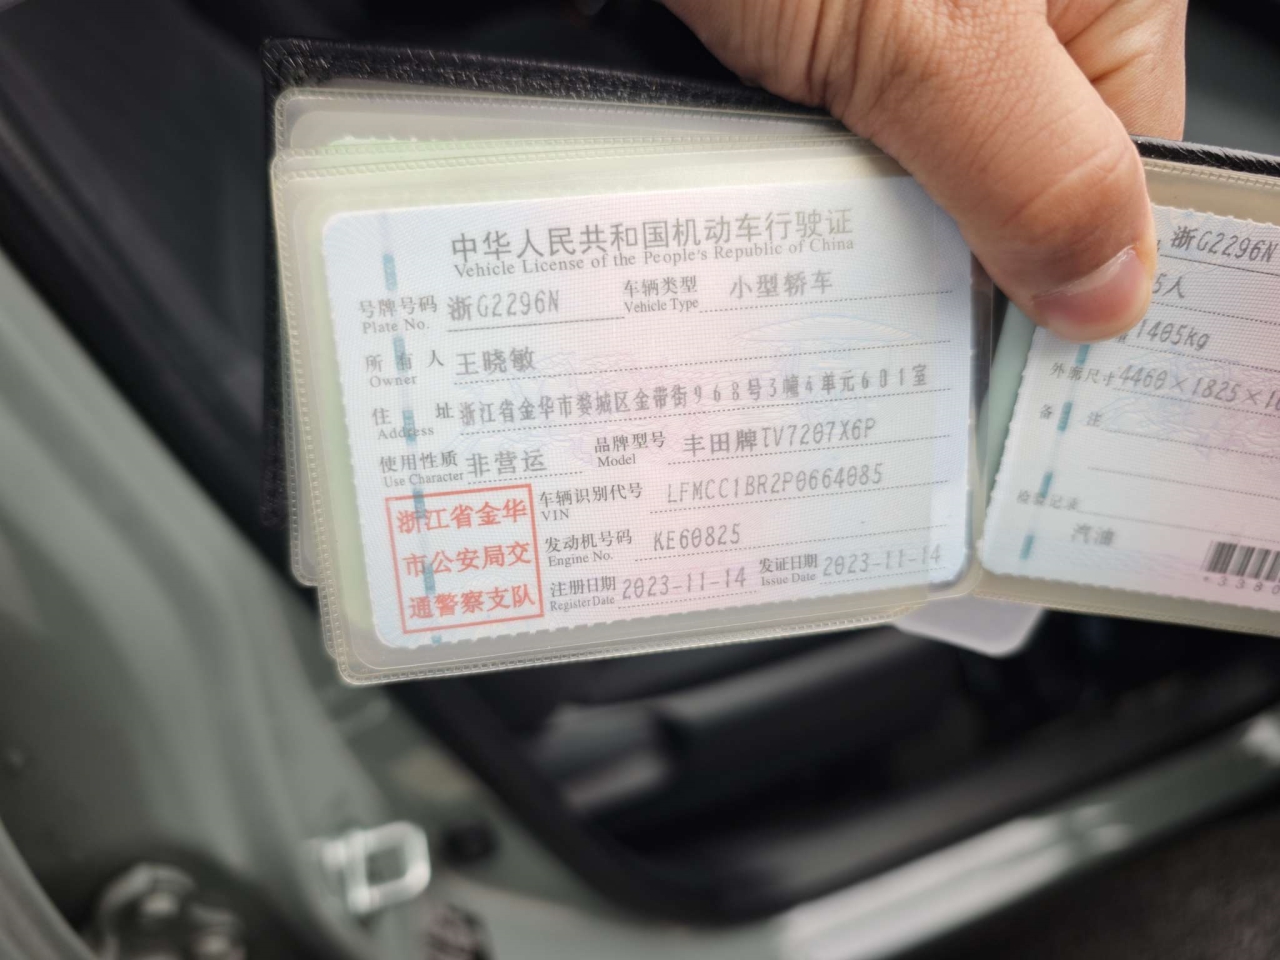 中华人民共和国机动车行驶证
Vehicle License of the People's Republic of China
号牌号码 浙G2296N 车辆类型 小型轿车
Plate No. Vehicle Type
所有人 王晓敏
Owner
住址 浙江省金华市婺城区金带街968号3幢4单元601室
Address
使用性质 非营运 品牌型号 丰田牌TV7207X6P
Use Character Model
车辆识别代号 LFMCC1BR2P0664085
VIN
发动机号码 KE60825
Engine No.
注册日期 2023-11-14 发证日期 2023-11-14
Register Date Issue Date
浙江省金华
市公安局交
通警察支队
浙G2296N
5人
1405kg
外廓尺寸 4460×1825×1
备注
检验记录
汽油